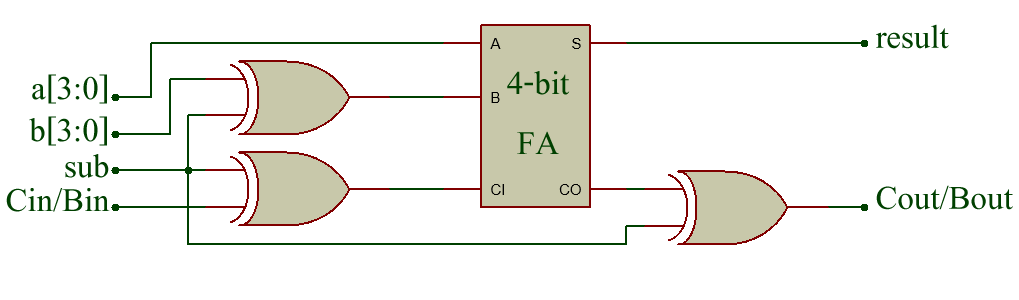 a[3:0]
b[3:0]
sub
Cin/Bin
A
B
CI
4-bit
FA
S
CO
result
Cout/Bout